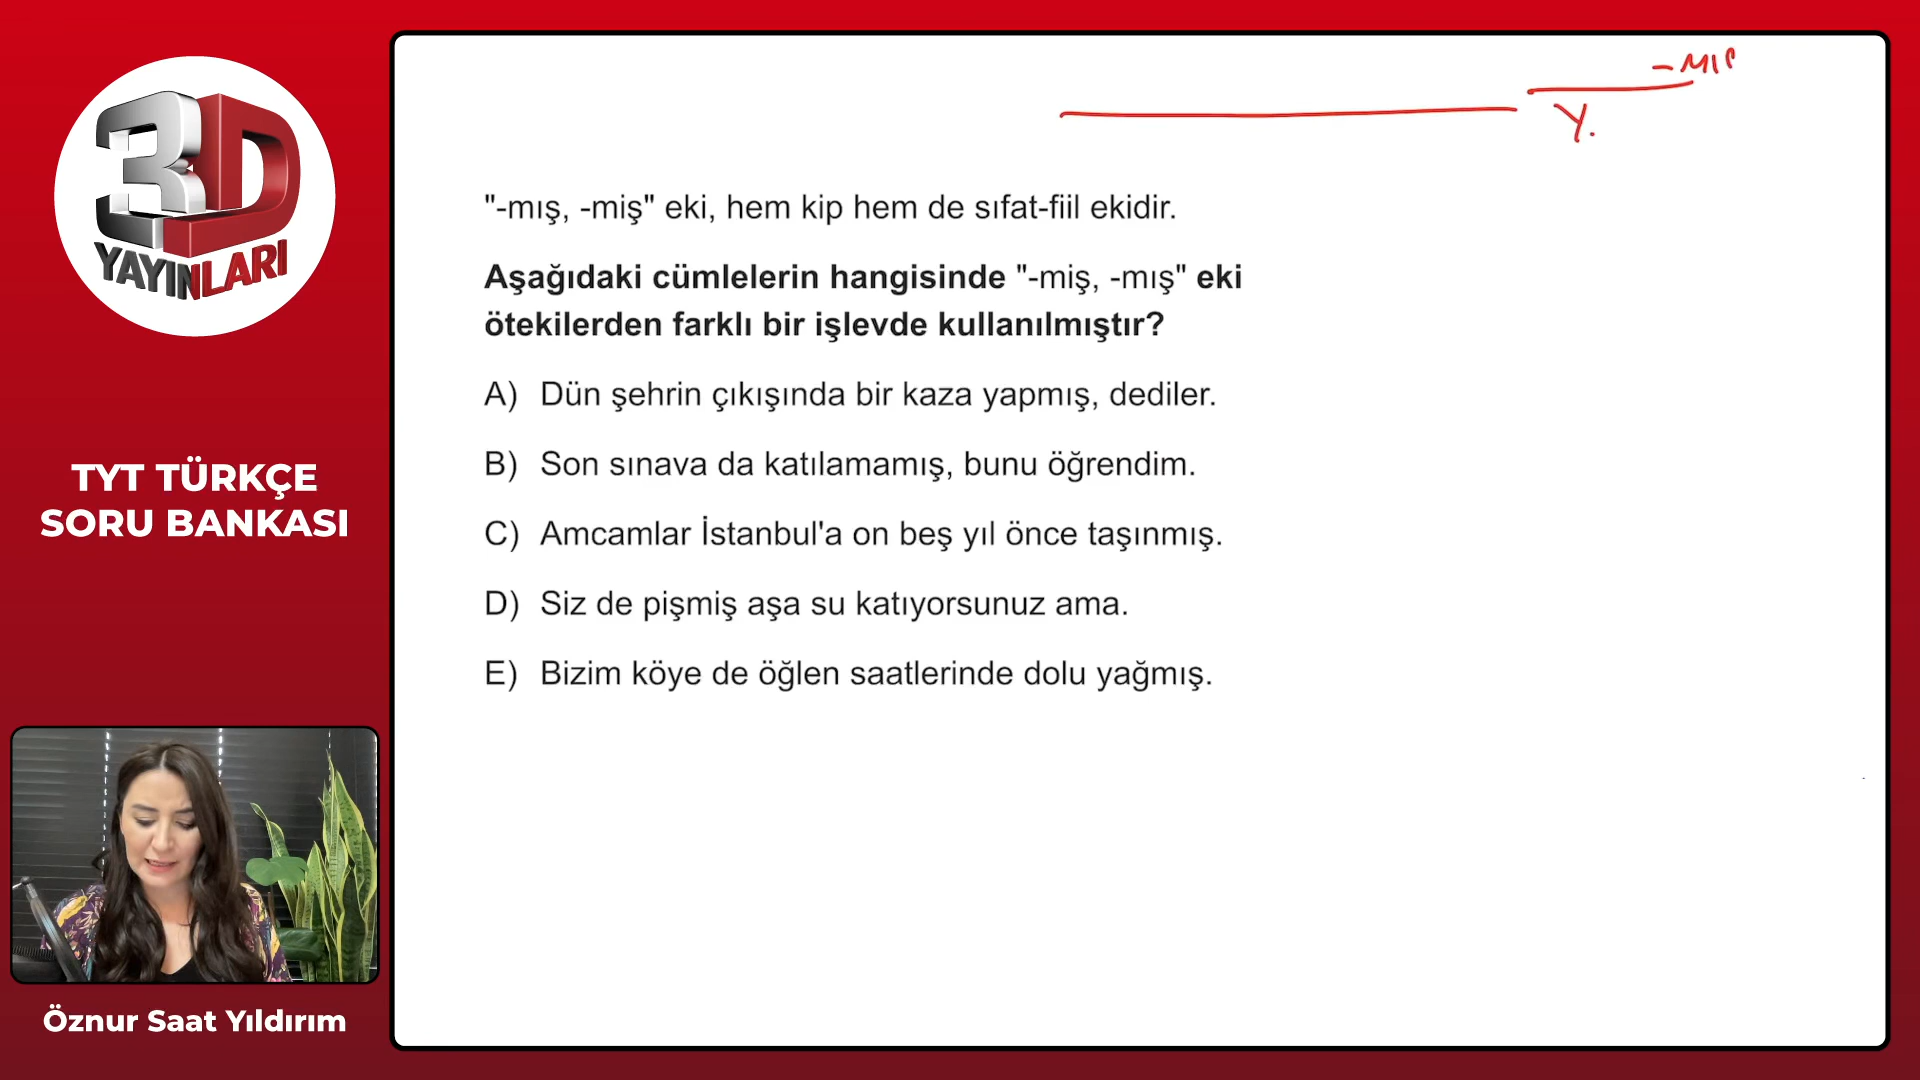 -MIP
Y.
3D
YAYINLARI
"-mış, -miş" eki, hem kip hem de sıfat-fiil ekidir.
Aşağıdaki cümlelerin hangisinde "-miş, -mış" eki
ötekilerden farklı bir işlevde kullanılmıştır?
A) Dün şehrin çıkışında bir kaza yapmış, dediler.
B) Son sınava da katılamamış, bunu öğrendim.
C) Amcamlar İstanbul'a on beş yıl önce taşınmış.
D) Siz de pişmiş aşa su katıyorsunuz ama.
E) Bizim köye de öğlen saatlerinde dolu yağmış.
TYT TÜRKÇE
SORU BANKASI
Öznur Saat Yıldırım